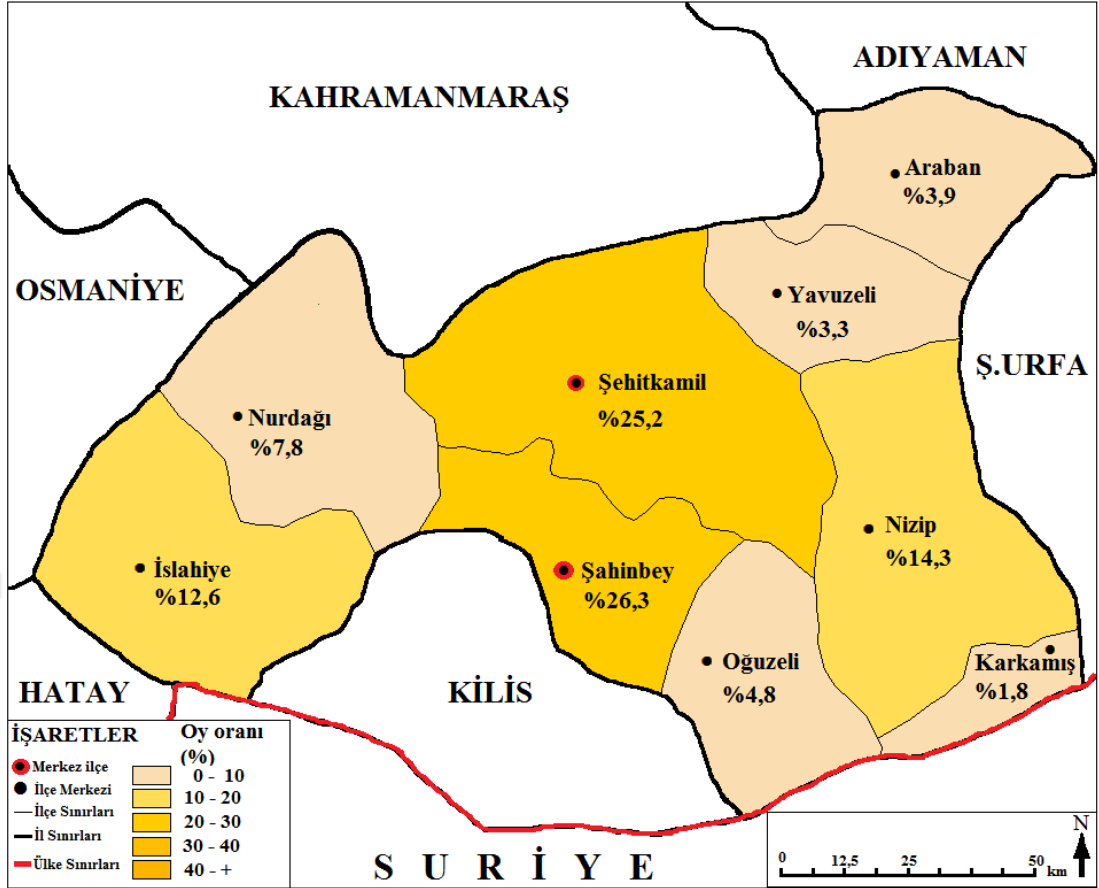 ADIYAMAN
KAHRAMANMARAŞ
Araban
%3,9
OSMANİYE
Yavuzeli
%3,3
Ş.URFA
Şehitkamil
%25,2
Nurdağı
%7,8
Nizip
%14,3
İslahiye
%12,6
Şahinbey
%26,3
Oğuzeli
%4,8
Karkamış
%1,8
HATAY
KİLİS
İŞARETLER
Oy oranı
(%)
Merkez ilçe
İlçe Merkezi
İlçe Sınırları
İl Sınırları
Ülke Sınırları
0 - 10
10 - 20
20 - 30
30 - 40
40 - +
SURİYE
N
0 12,5 25 50
km